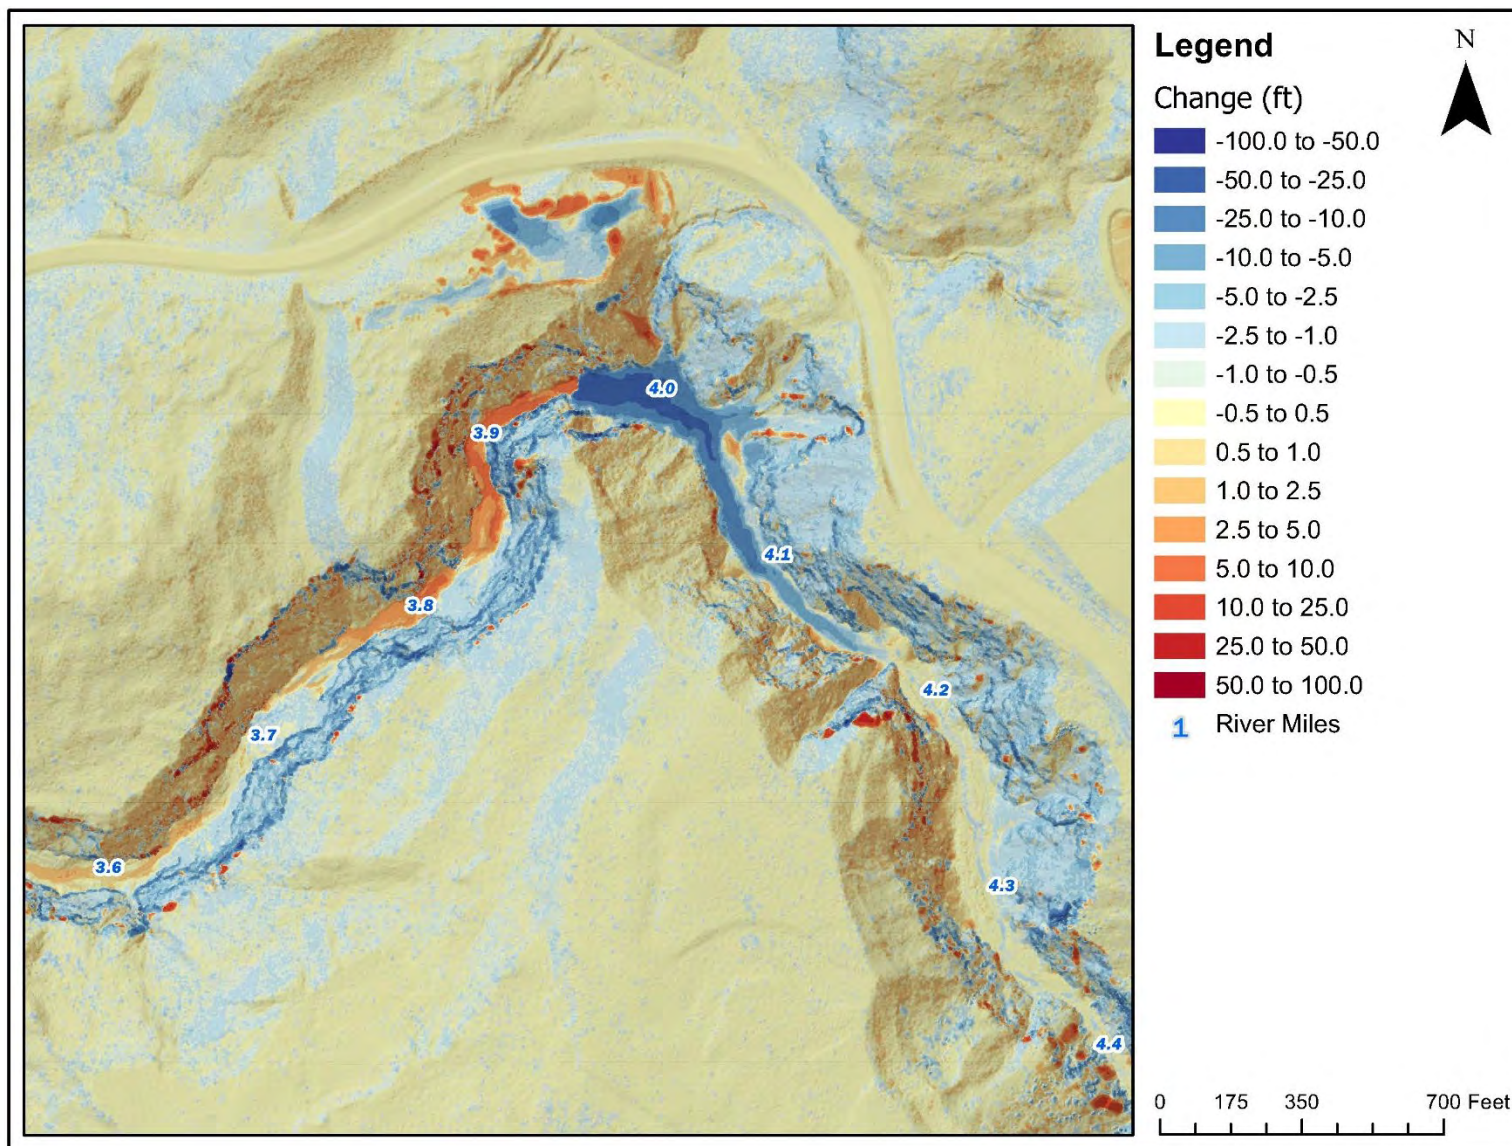 Legend
N
Change (ft)
-100.0 to -50.0
-50.0 to -25.0
-25.0 to -10.0
-10.0 to -5.0
-5.0 to -2.5
-2.5 to -1.0
-1.0 to -0.5
-0.5 to 0.5
0.5 to 1.0
1.0 to 2.5
2.5 to 5.0
5.0 to 10.0
10.0 to 25.0
25.0 to 50.0
50.0 to 100.0
1 River Miles
4.0
3.9
4.1
3.8
4.2
3.7
3.6
4.3
4.4
0 175 350 700 Feet